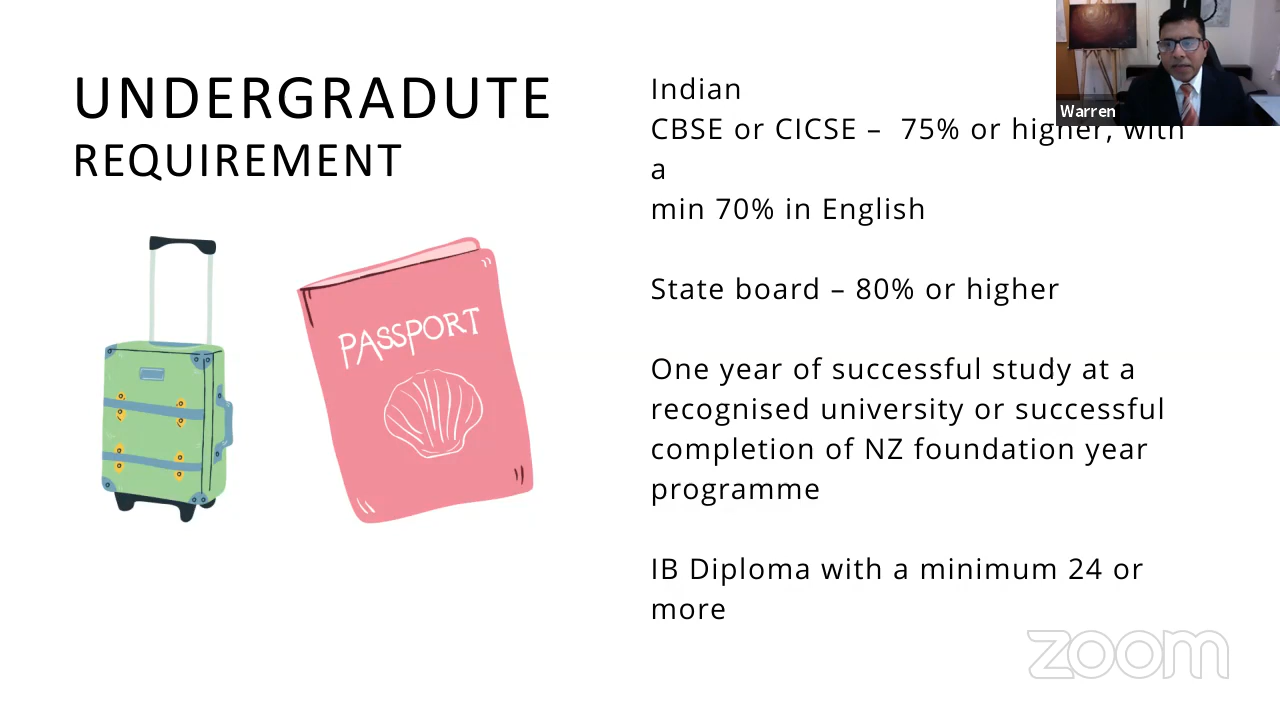 UNDERGRADUTE
REQUIREMENT
PASSPORT
Indian
CBSE or CICSE –  75% or higher, with
a
min 70% in English
State board – 80% or higher
One year of successful study at a
recognised university or successful
completion of NZ foundation year
programme
IB Diploma with a minimum 24 or
more
Warren
zoom